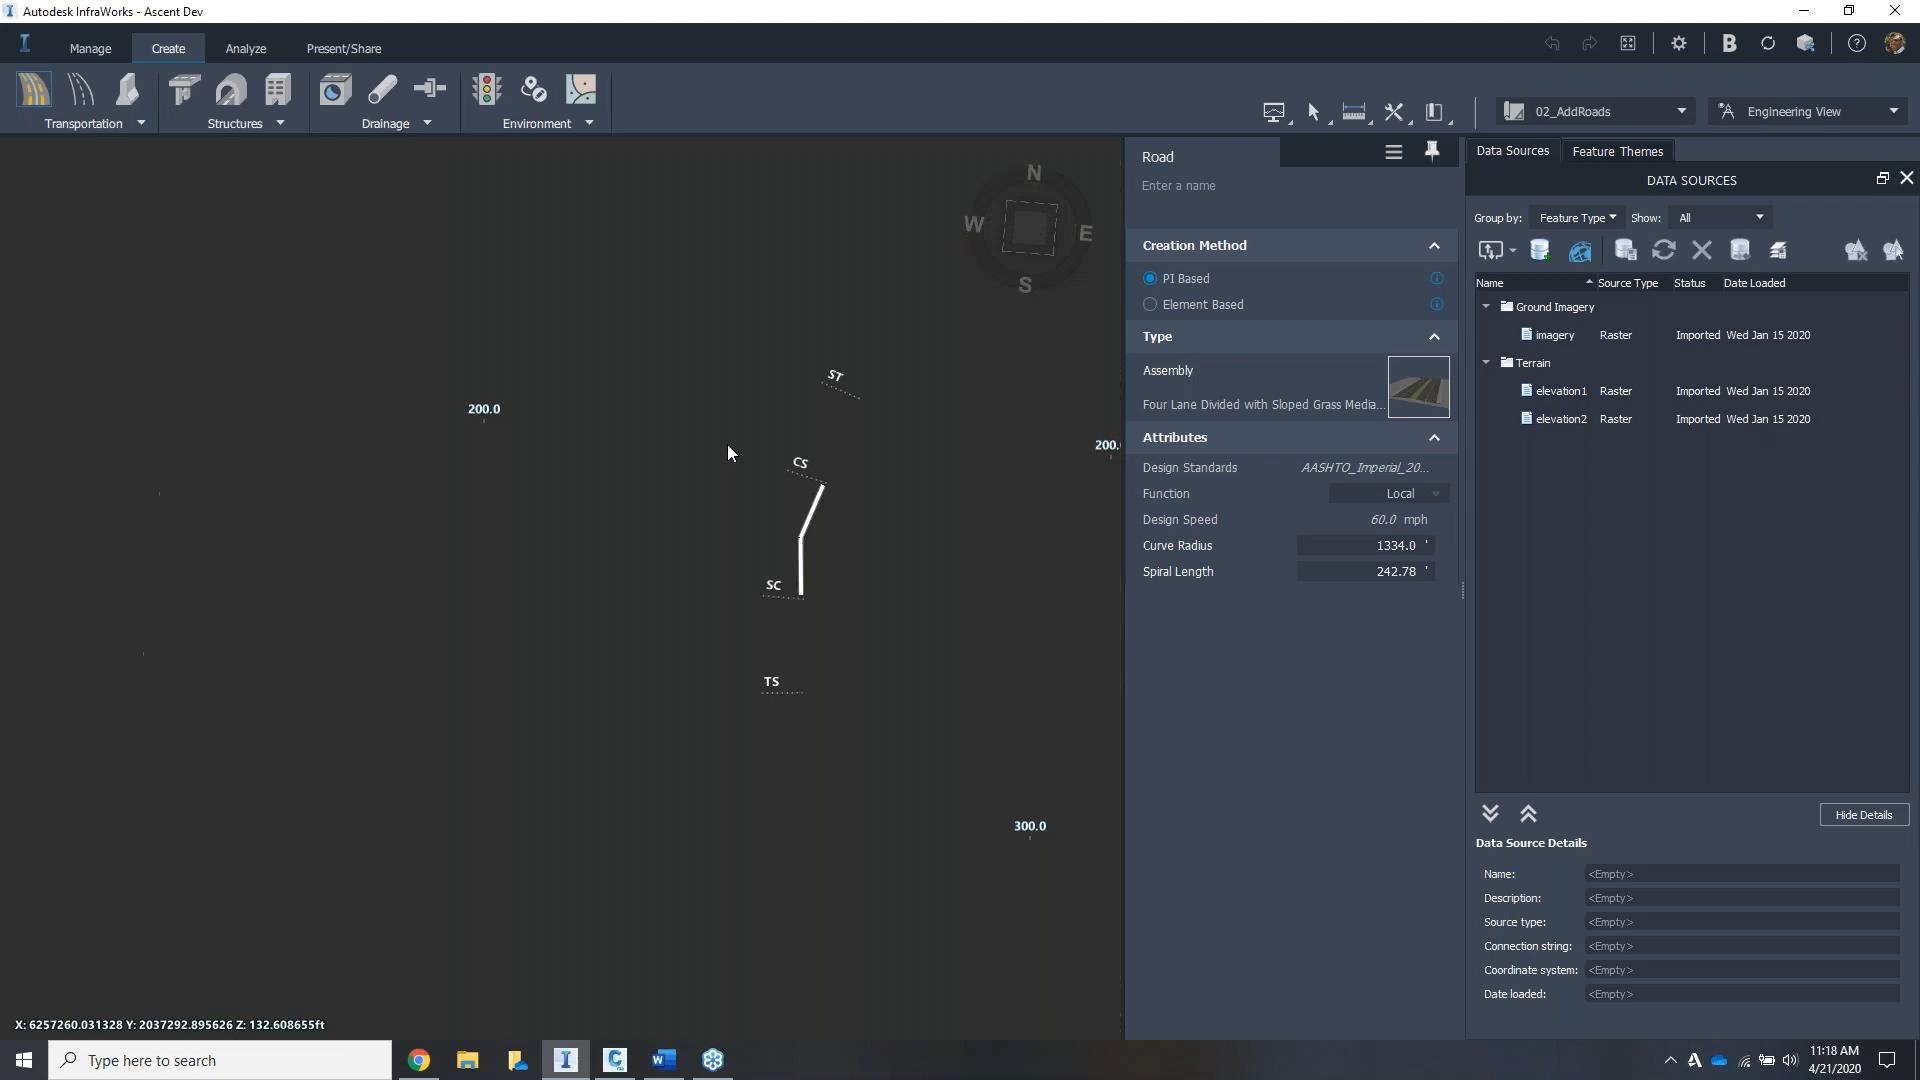 Autodesk InfraWorks - Ascent Dev
Manage
Create
Analyze
Present/Share
Transportation
Structures
Drainage
Environment
02_AddRoads
Engineering View
N
W
E
S
ST
200.0
200.
CS
SC
TS
300.0
X: 6257260.031328 Y: 2037292.895626 Z: 132.608655ft
Road
Enter a name
Creation Method
PI Based
Element Based
Type
Assembly
Four Lane Divided with Sloped Grass Media...
Attributes
Design Standards AASHTO_Imperial_20...
Function Local
Design Speed 60.0 mph
Curve Radius 1334.0 '
Spiral Length 242.78 '
Data Sources
Feature Themes
DATA SOURCES
Group by: Feature Type Show: All
Name Source Type Status Date Loaded
Ground Imagery
imagery Raster Imported Wed Jan 15 2020
Terrain
elevation1 Raster Imported Wed Jan 15 2020
elevation2 Raster Imported Wed Jan 15 2020
Hide Details
Data Source Details
Name: <Empty>
Description: <Empty>
Source type: <Empty>
Connection string: <Empty>
Coordinate system: <Empty>
Date loaded: <Empty>
Type here to search
11:18 AM
4/21/2020